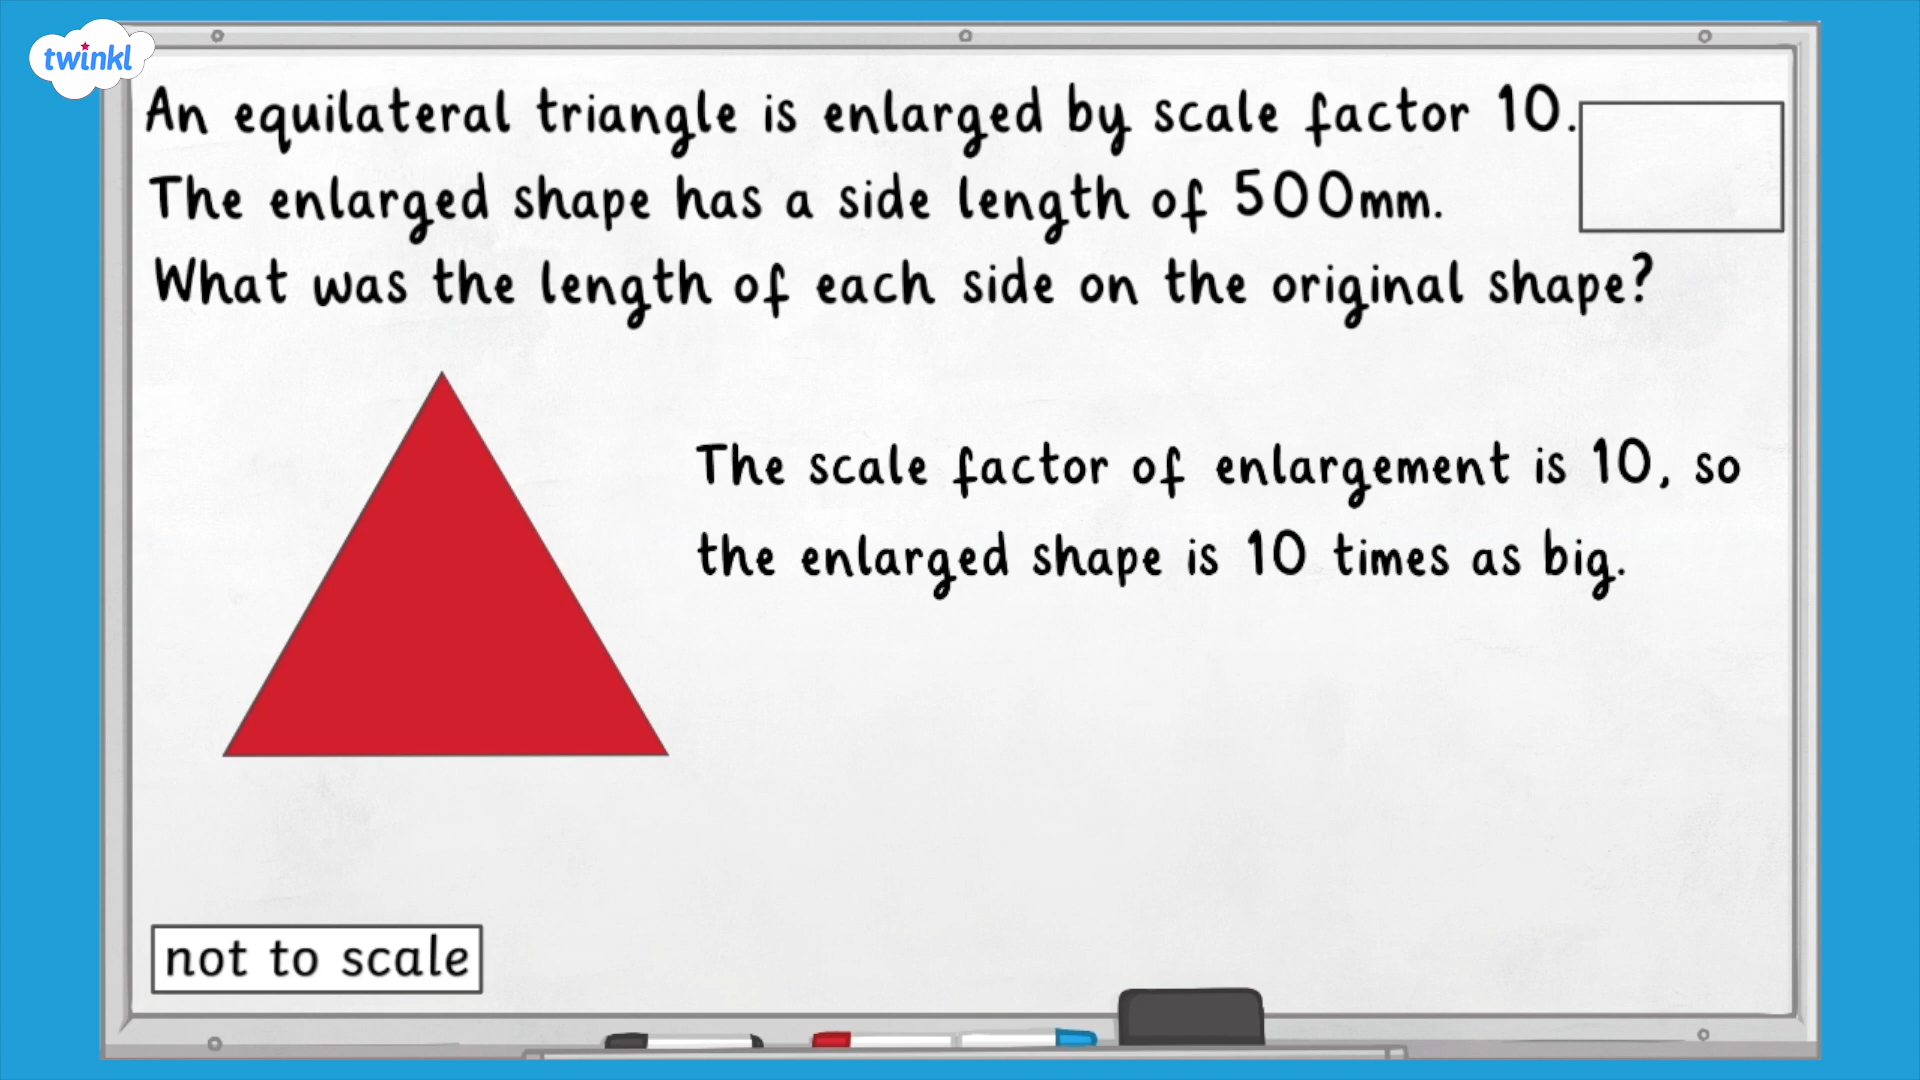 twinkl
An equilateral triangle is enlarged by scale factor 10.
The enlarged shape has a side length of 500mm.
What was the length of each side on the original shape?
The scale factor of enlargement is 10, so
the enlarged shape is 10 times as big.
not to scale